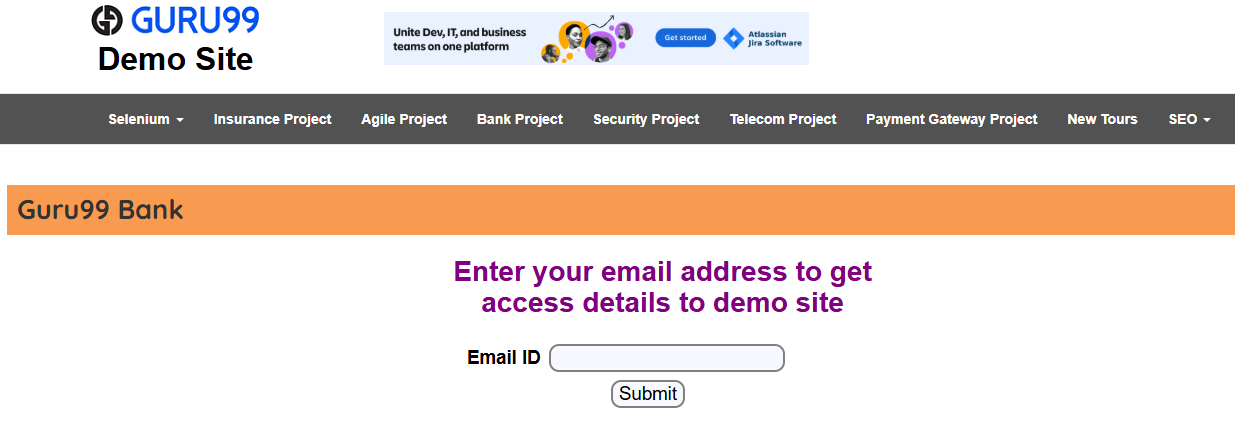 GURU99
Demo Site
Unite Dev, IT, and business
teams on one platform
Get started
Atlassian
Jira Software
Selenium Insurance Project Agile Project Bank Project Security Project Telecom Project Payment Gateway Project New Tours SEO
Guru99 Bank
Enter your email address to get
access details to demo site
Email ID
Submit